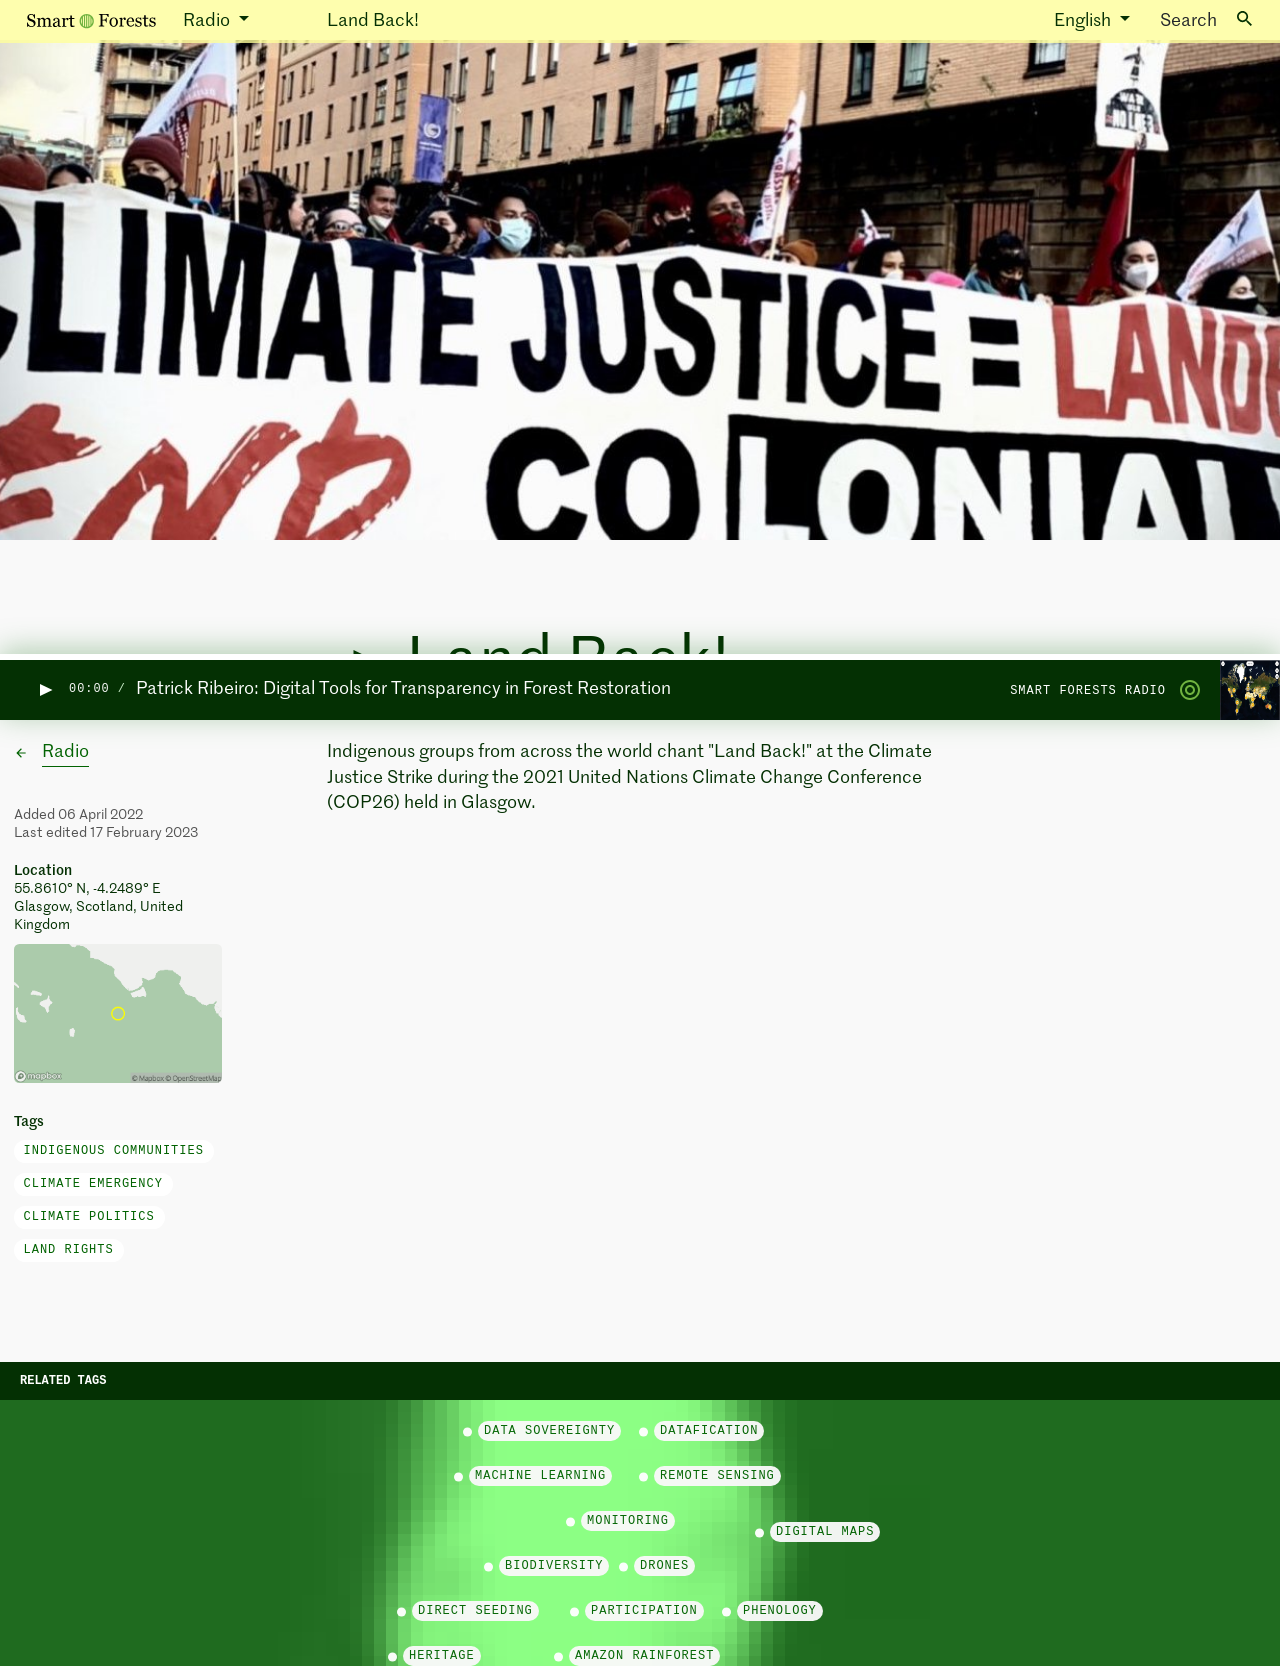 Smart Forests Radio Land Back! English Search
CLIMATE JUSTICE = LAND
END COLONIAL
Land Back!
00:00 / Patrick Ribeiro: Digital Tools for Transparency in Forest Restoration SMART FORESTS RADIO
Radio
Indigenous groups from across the world chant "Land Back!" at the Climate
Justice Strike during the 2021 United Nations Climate Change Conference
(COP26) held in Glasgow.
Added 06 April 2022
Last edited 17 February 2023
Location
55.8610° N, -4.2489° E
Glasgow, Scotland, United
Kingdom
mapbox © Mapbox © OpenStreetMap
Tags
INDIGENOUS COMMUNITIES
CLIMATE EMERGENCY
CLIMATE POLITICS
LAND RIGHTS
RELATED TAGS
DATA SOVEREIGNTY DATAFICATION
MACHINE LEARNING REMOTE SENSING
MONITORING
DIGITAL MAPS
BIODIVERSITY DRONES
DIRECT SEEDING PARTICIPATION PHENOLOGY
HERITAGE AMAZON RAINFOREST